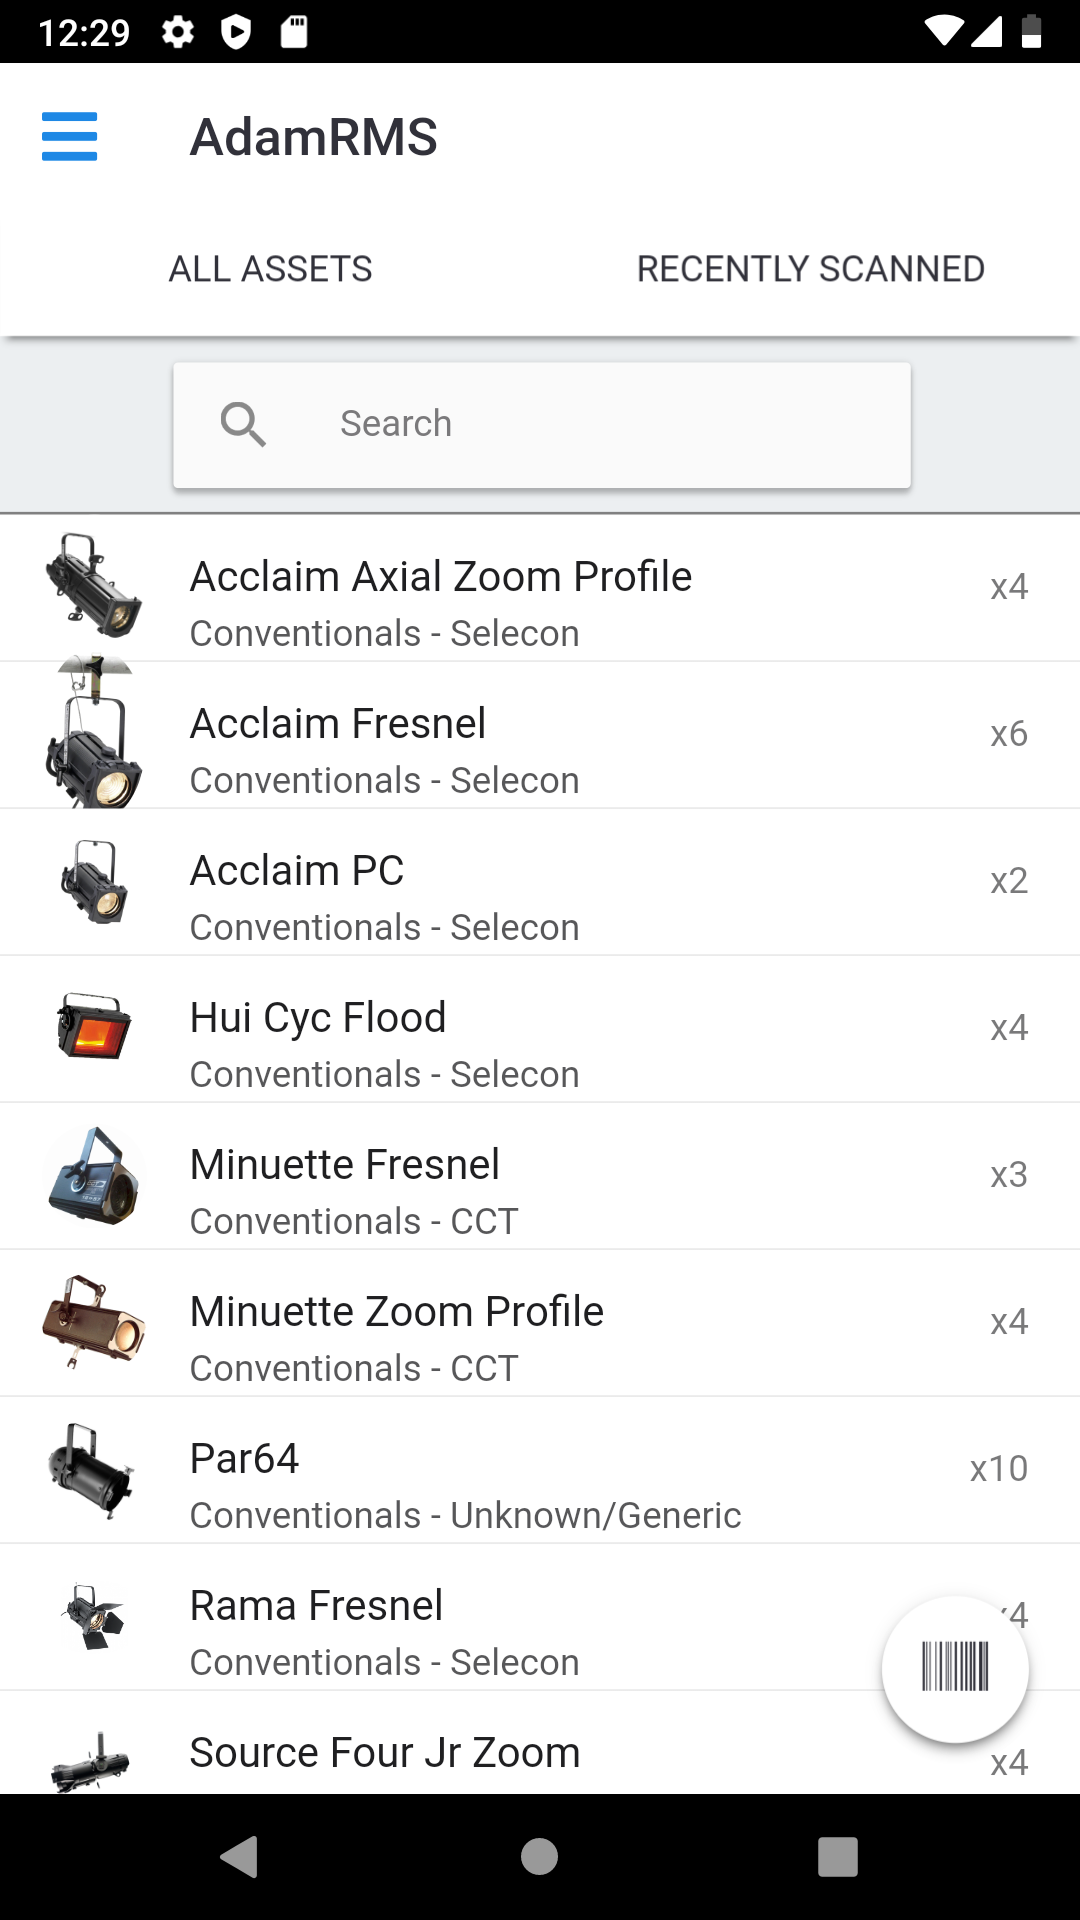 12:29
AdamRMS
ALL ASSETS
RECENTLY SCANNED
Search
Acclaim Axial Zoom Profile
x4
Conventionals - Selecon
Acclaim Fresnel
x6
Conventionals - Selecon
Acclaim PC
x2
Conventionals - Selecon
Hui Cyc Flood
x4
Conventionals - Selecon
Minuette Fresnel
x3
Conventionals - CCT
Minuette Zoom Profile
x4
Conventionals - CCT
Par64
x10
Conventionals - Unknown/Generic
Rama Fresnel
x4
Conventionals - Selecon
Source Four Jr Zoom
x4